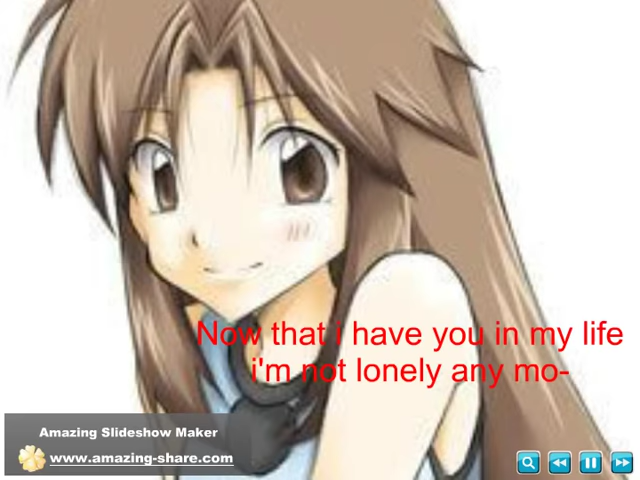 Now that i have you in my life
i'm not lonely any mo-
Amazing Slideshow Maker
www.amazing-share.com